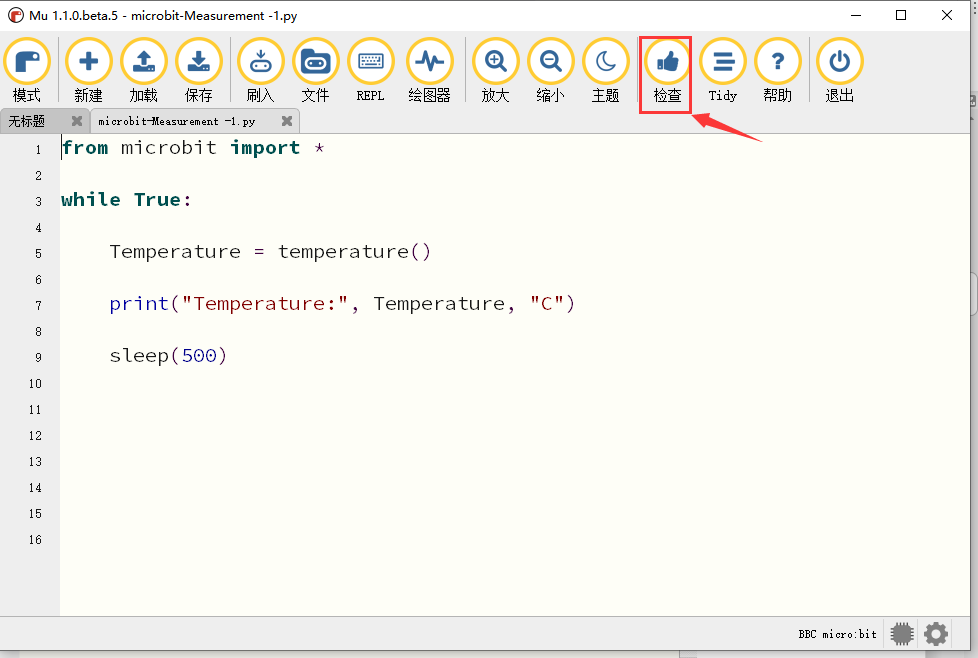 Mu 1.1.0.beta.5 - microbit-Measurement -1.py
模式 新建 加载 保存 刷入 文件 REPL 绘图器 放大 缩小 主题 检查 Tidy 帮助 退出
无标题 microbit-Measurement -1.py
1 from microbit import *
2
3 while True:
4
5 Temperature = temperature()
6
7 print("Temperature:", Temperature, "C")
8
9 sleep(500)
10
11
12
13
14
15
16
BBC micro:bit